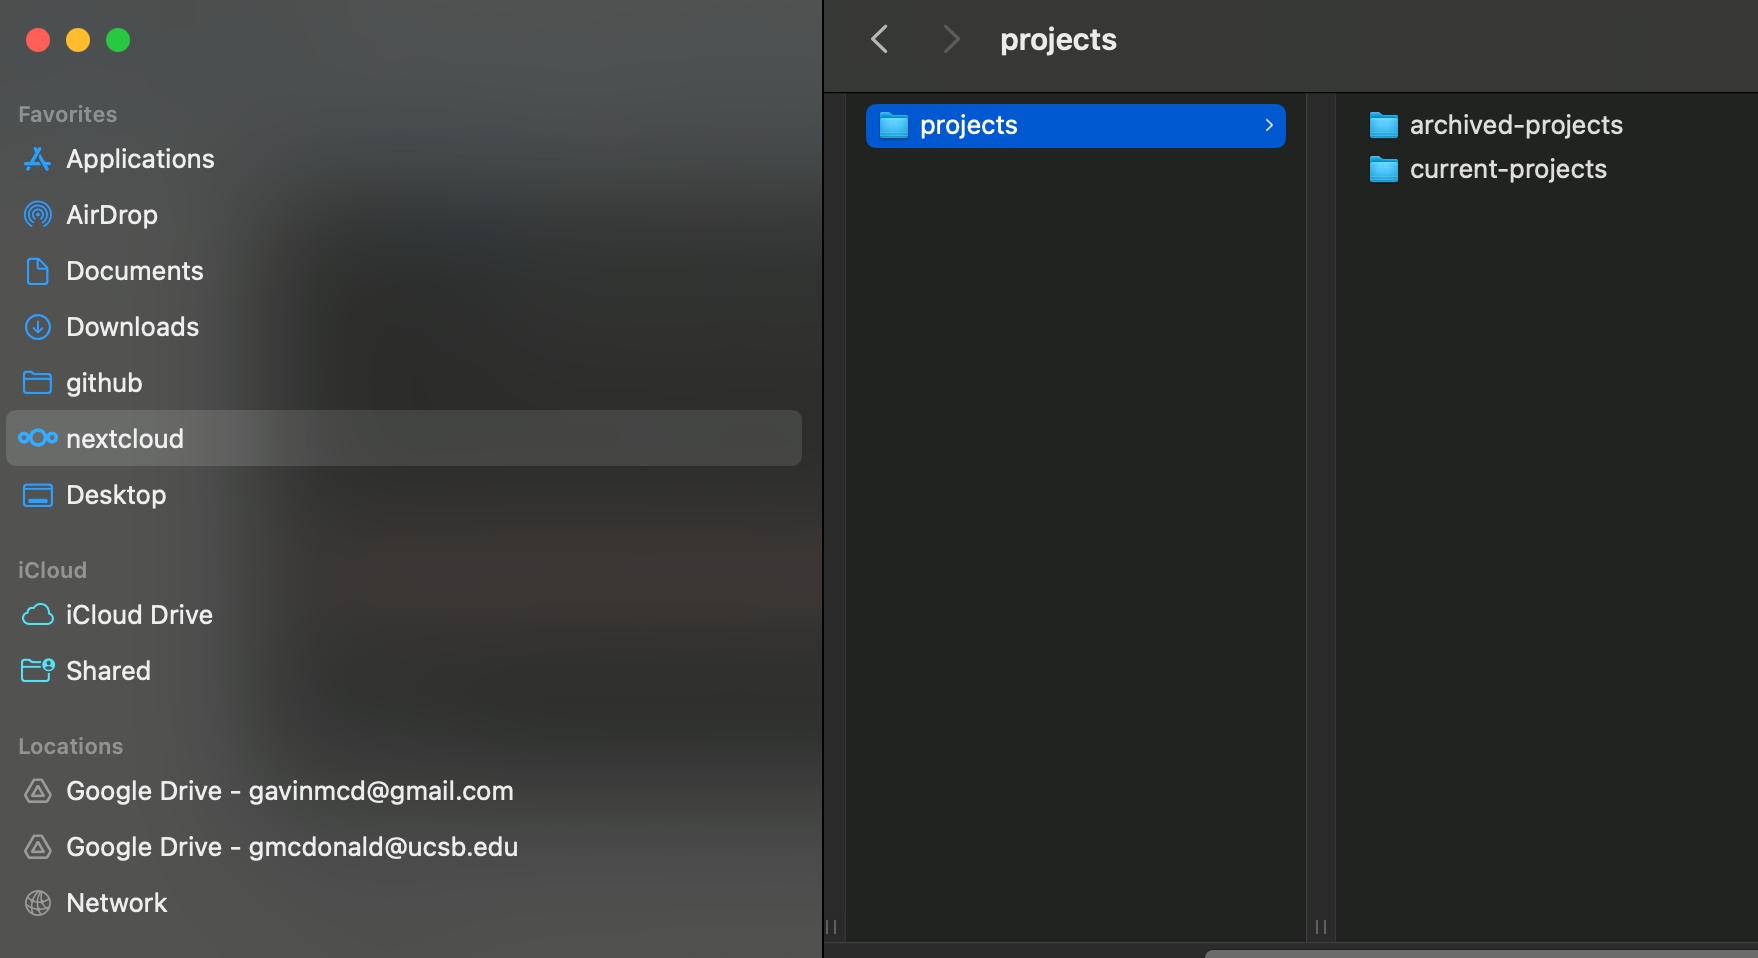 Favorites
Applications
AirDrop
Documents
Downloads
github
nextcloud
Desktop
iCloud
iCloud Drive
Shared
Locations
Google Drive - gavinmcd@gmail.com
Google Drive - gmcdonald@ucsb.edu
Network
projects
projects
archived-projects
current-projects